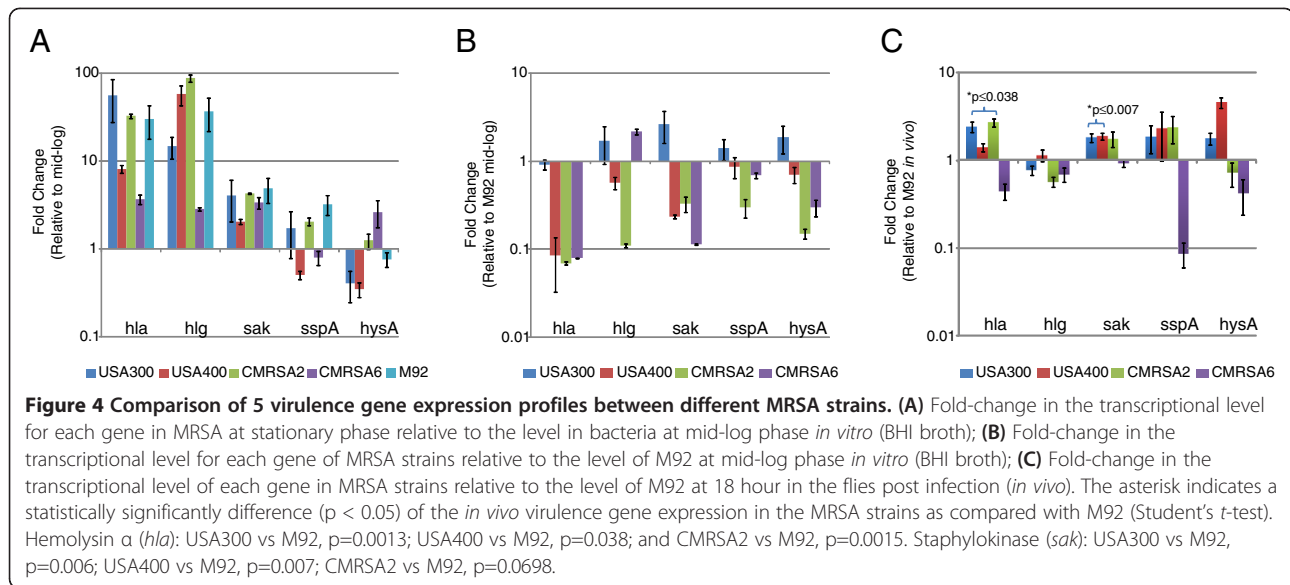 A
B
C
Fold Change
(Relative to mid-log)
100
10
1
0.1
hla hlg sak sspA hysA
USA300 USA400 CMRSA2 CMRSA6 M92
Fold Change
(Relative to M92 mid-log)
10
1
0.1
0.01
hla hlg sak sspA hysA
USA300 USA400 CMRSA2 CMRSA6
Fold Change
(Relative to M92 in vivo)
10
1
0.1
0.01
*p≤0.038
*p≤0.007
hla hlg sak sspA hysA
USA300 USA400 CMRSA2 CMRSA6
Figure 4 Comparison of 5 virulence gene expression profiles between different MRSA strains. (A) Fold-change in the transcriptional level
for each gene in MRSA at stationary phase relative to the level in bacteria at mid-log phase in vitro (BHI broth); (B) Fold-change in the
transcriptional level for each gene of MRSA strains relative to the level of M92 at mid-log phase in vitro (BHI broth); (C) Fold-change in the
transcriptional level of each gene in MRSA strains relative to the level of M92 at 18 hour in the flies post infection (in vivo). The asterisk indicates a
statistically significantly difference (p < 0.05) of the in vivo virulence gene expression in the MRSA strains as compared with M92 (Student's t-test).
Hemolysin α (hla): USA300 vs M92, p=0.0013; USA400 vs M92, p=0.038; and CMRSA2 vs M92, p=0.0015. Staphylokinase (sak): USA300 vs M92,
p=0.006; USA400 vs M92, p=0.007; CMRSA2 vs M92, p=0.0698.